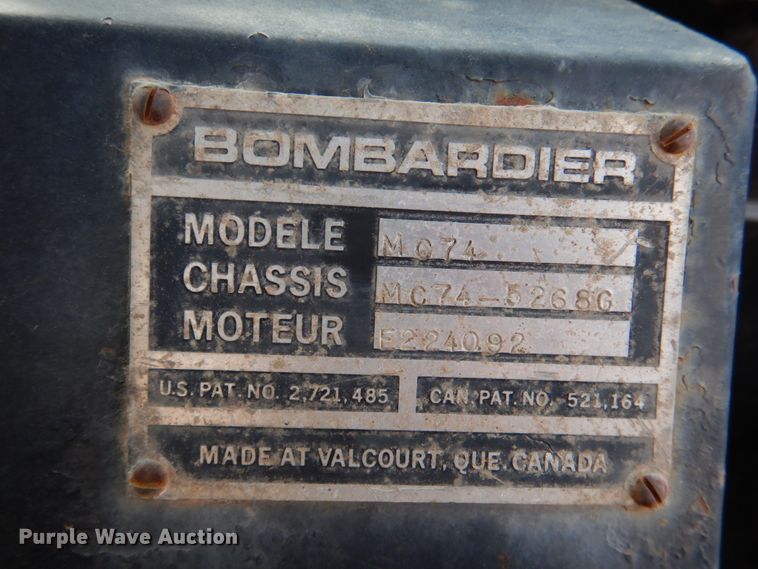 BOMBARDIER
MODELE MC74
CHASSIS MC74-5268G
MOTEUR F224092
U.S. PAT. NO. 2,721,485 CAN. PAT. NO. 521,164
MADE AT VALCOURT, QUE. CANADA
Purple Wave Auction